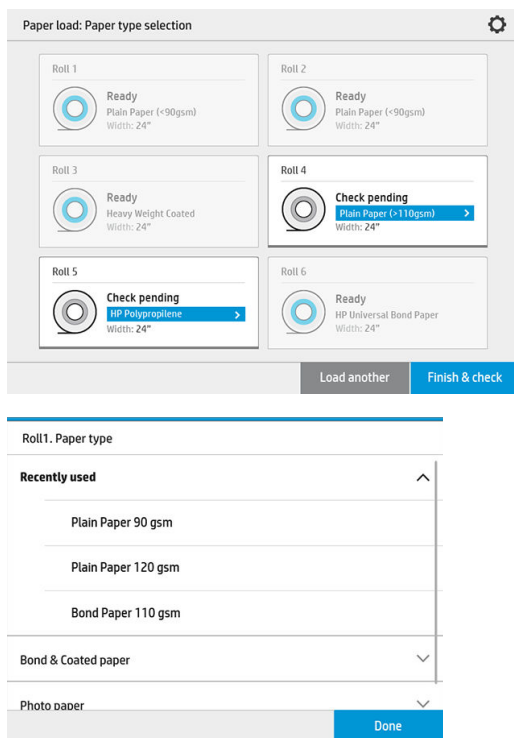 Paper load: Paper type selection
Roll 1
Ready
Plain Paper (<90gsm)
Width: 24"
Roll 2
Ready
Plain Paper (<90gsm)
Width: 24"
Roll 3
Ready
Heavy Weight Coated
Width: 24"
Roll 4
Check pending
Plain Paper (>110gsm)
Width: 24"
Roll 5
Check pending
HP Polypropilene
Width: 24"
Roll 6
Ready
HP Universal Bond Paper
Width: 24"
Load another
Finish & check
Roll1. Paper type
Recently used
Plain Paper 90 gsm
Plain Paper 120 gsm
Bond Paper 110 gsm
Bond & Coated paper
Photo paper
Done